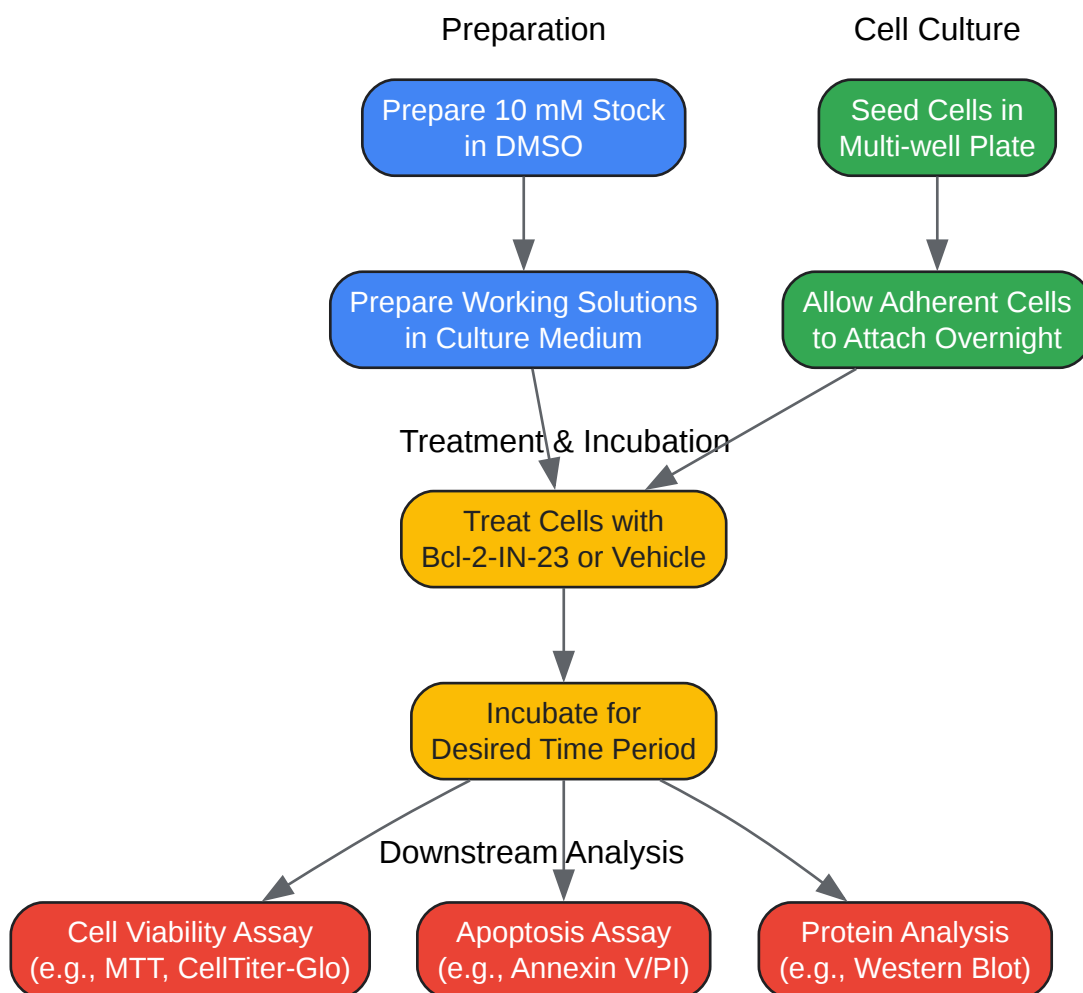 Preparation
Cell Culture
Prepare 10 mM Stock
in DMSO
Seed Cells in
Multi-well Plate
Prepare Working Solutions
in Culture Medium
Allow Adherent Cells
to Attach Overnight
Treatment & Incubation
Treat Cells with
Bcl-2-IN-23 or Vehicle
Incubate for
Desired Time Period
Downstream Analysis
Cell Viability Assay
(e.g., MTT, CellTiter-Glo)
Apoptosis Assay
(e.g., Annexin V/PI)
Protein Analysis
(e.g., Western Blot)